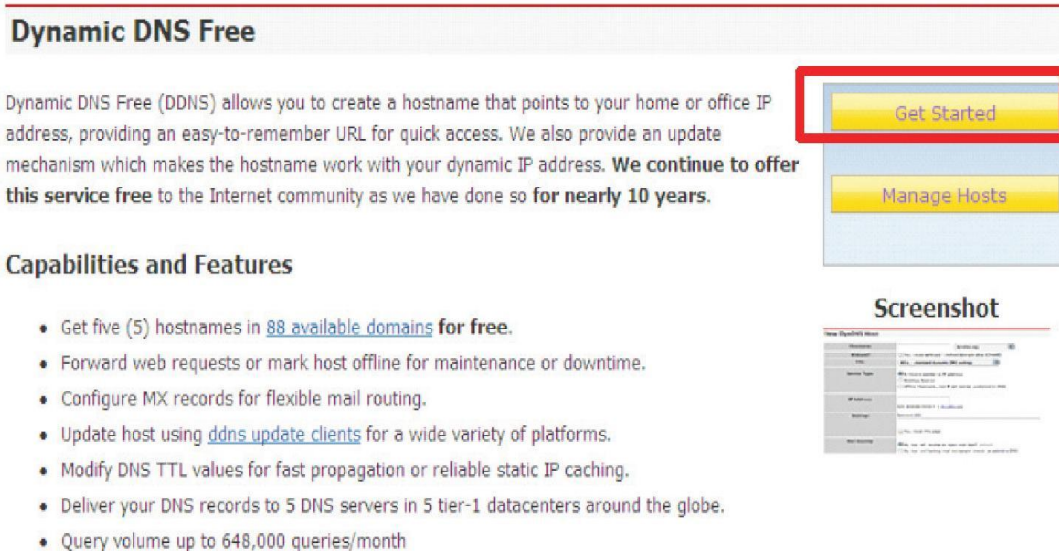 Dynamic DNS Free
Dynamic DNS Free (DDNS) allows you to create a hostname that points to your home or office IP
address, providing an easy-to-remember URL for quick access. We also provide an update
mechanism which makes the hostname work with your dynamic IP address. We continue to offer
this service free to the Internet community as we have done so for nearly 10 years.
Get Started
Manage Hosts
Capabilities and Features
• Get five (5) hostnames in 88 available domains for free.
• Forward web requests or mark host offline for maintenance or downtime.
• Configure MX records for flexible mail routing.
• Update host using ddns update clients for a wide variety of platforms.
• Modify DNS TTL values for fast propagation or reliable static IP caching.
• Deliver your DNS records to 5 DNS servers in 5 tier-1 datacenters around the globe.
• Query volume up to 648,000 queries/month
Screenshot
New DynDNS Host